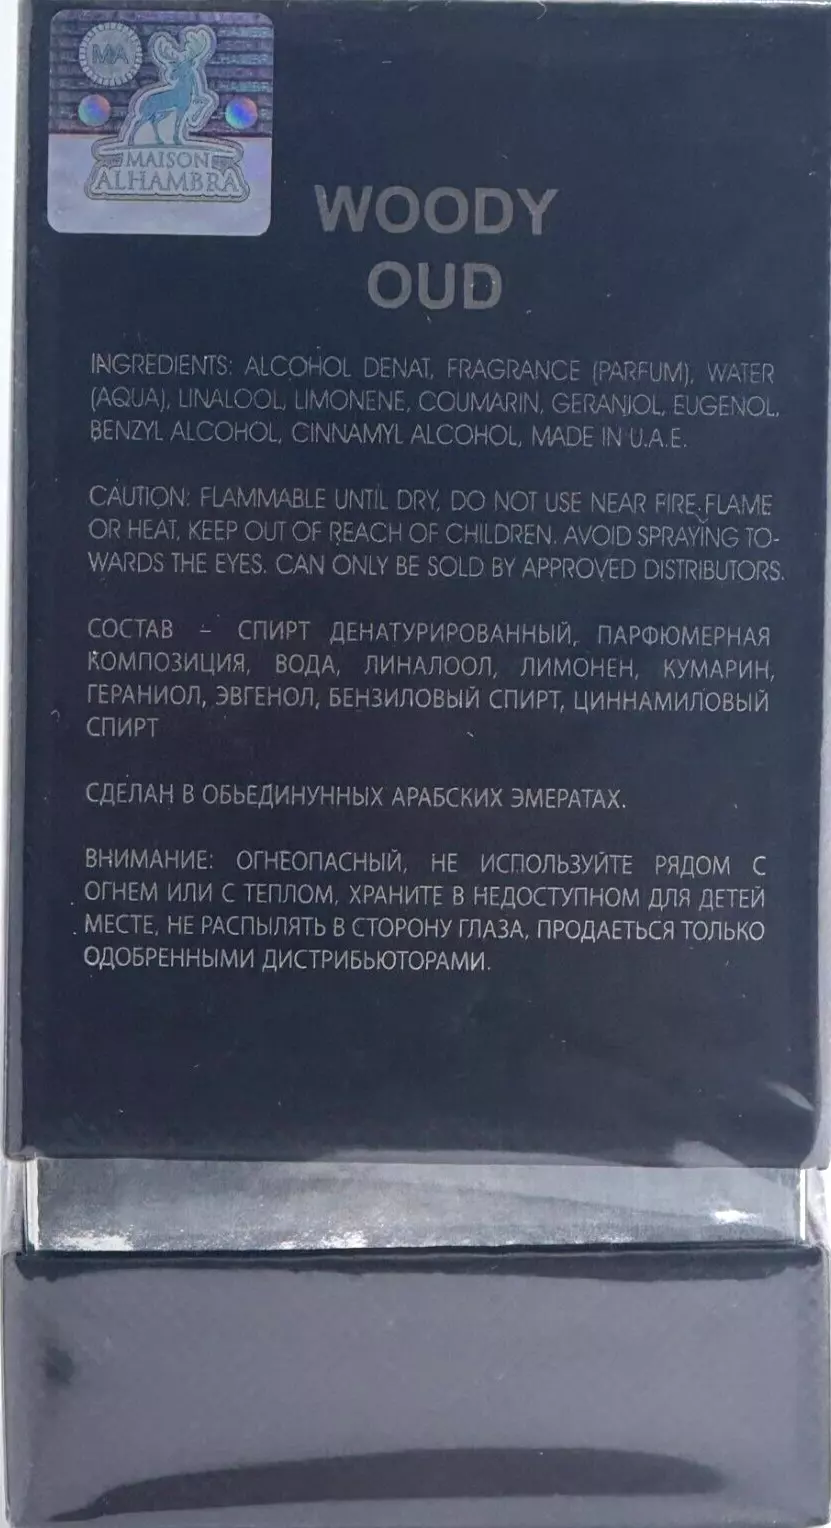 MA
MAISON
ALHAMBRA
WOODY
OUD
INGREDIENTS: ALCOHOL DENAT, FRAGRANCE (PARFUM), WATER
(AQUA), LINALOOL, LIMONENE, COUMARIN, GERANIOL, EUGENOL,
BENZYL ALCOHOL, CINNAMYL ALCOHOL, MADE IN U.A.E.
CAUTION: FLAMMABLE UNTIL DRY, DO NOT USE NEAR FIRE, FLAME
OR HEAT, KEEP OUT OF REACH OF CHILDREN. AVOID SPRAYING TO-
WARDS THE EYES. CAN ONLY BE SOLD BY APPROVED DISTRIBUTORS.
СОСТАВ - СПИРТ ДЕНАТУРИРОВАННЫЙ, ПАРФЮМЕРНАЯ
КОМПОЗИЦИЯ, ВОДА, ЛИНАЛООЛ, ЛИМОНЕН, КУМАРИН,
ГЕРАНИОЛ, ЭВГЕНОЛ, БЕНЗИЛОВЫЙ СПИРТ, ЦИННАМИЛОВЫЙ
СПИРТ
СДЕЛАН В ОБЬЕДИНУННЫХ АРАБСКИХ ЭМЕРАТАХ.
ВНИМАНИЕ: ОГНЕОПАСНЫЙ, НЕ ИСПОЛЬЗУЙТЕ РЯДОМ С
ОГНЕМ ИЛИ С ТЕПЛОМ, ХРАНИТЕ В НЕДОСТУПНОМ ДЛЯ ДЕТЕЙ
МЕСТЕ, НЕ РАСПЫЛЯТЬ В СТОРОНУ ГЛАЗА, ПРОДАЕТЬСЯ ТОЛЬКО
ОДОБРЕННЫМИ ДИСТРИБЬЮТОРАМИ.